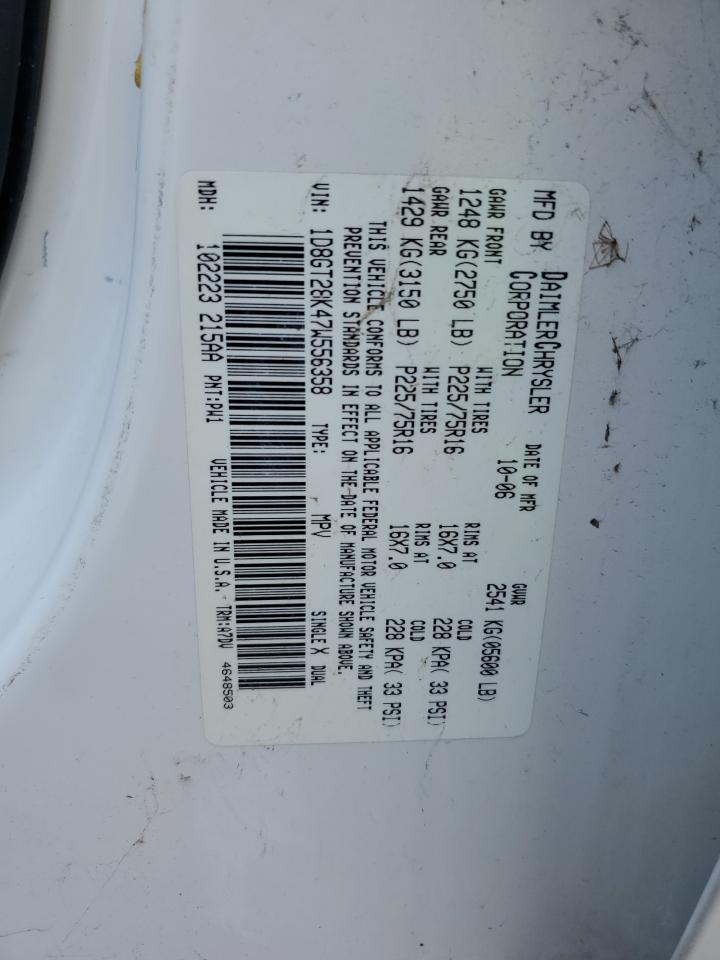 MFD BY DAIMLERCHRYSLER CORPORATION
DATE OF MFR 10-06
GVWR 2541 KG(05600 LB)
GAWR FRONT 1248 KG(2750 LB)
WITH TIRES P225/75R16
RIMS AT 16X7.0
COLD 228 KPA( 33 PSI)
GAWR REAR 1429 KG(3150 LB)
WITH TIRES P225/75R16
RIMS AT 16X7.0
COLD 228 KPA( 33 PSI)
THIS VEHICLE CONFORMS TO ALL APPLICABLE FEDERAL MOTOR VEHICLE SAFETY AND THEFT
PREVENTION STANDARDS IN EFFECT ON THE DATE OF MANUFACTURE SHOWN ABOVE.
VIN: 1D8GT28K47W556358 TYPE: MPV SINGLE X DUAL
MDH: 102223 215AA PNT:PW1 VEHICLE MADE IN U.S.A. TRM:A7DV 4648503